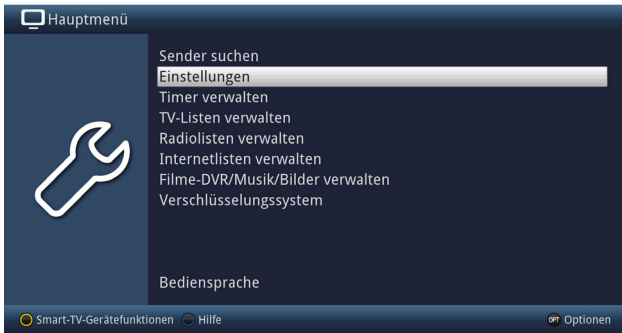 Hauptmenü
Sender suchen
Einstellungen
Timer verwalten
TV-Listen verwalten
Radiolisten verwalten
Internetlisten verwalten
Filme-DVR/Musik/Bilder verwalten
Verschlüsselungssystem
Bediensprache
Smart-TV-Gerätefunktionen Hilfe OPT Optionen